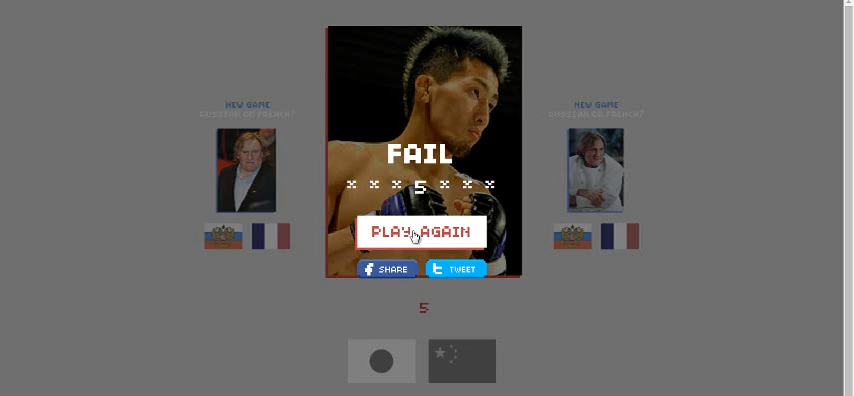 NEW GAME
RUSSIAN OR FRENCH?
NEW GAME
RUSSIAN OR FRENCH?
FAIL
* * * 5 * * *
PLAY AGAIN
SHARE
TWEET
5